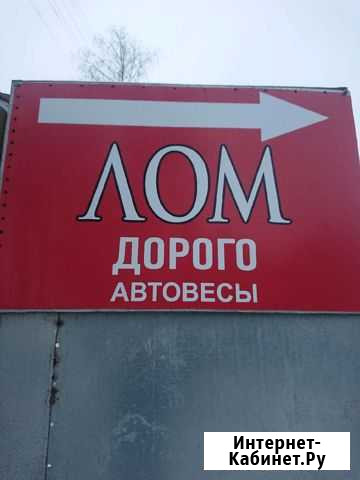 ЛОМ
ДОРОГО
АВТОВЕСЫ
Интернет-
Кабинет.Ру